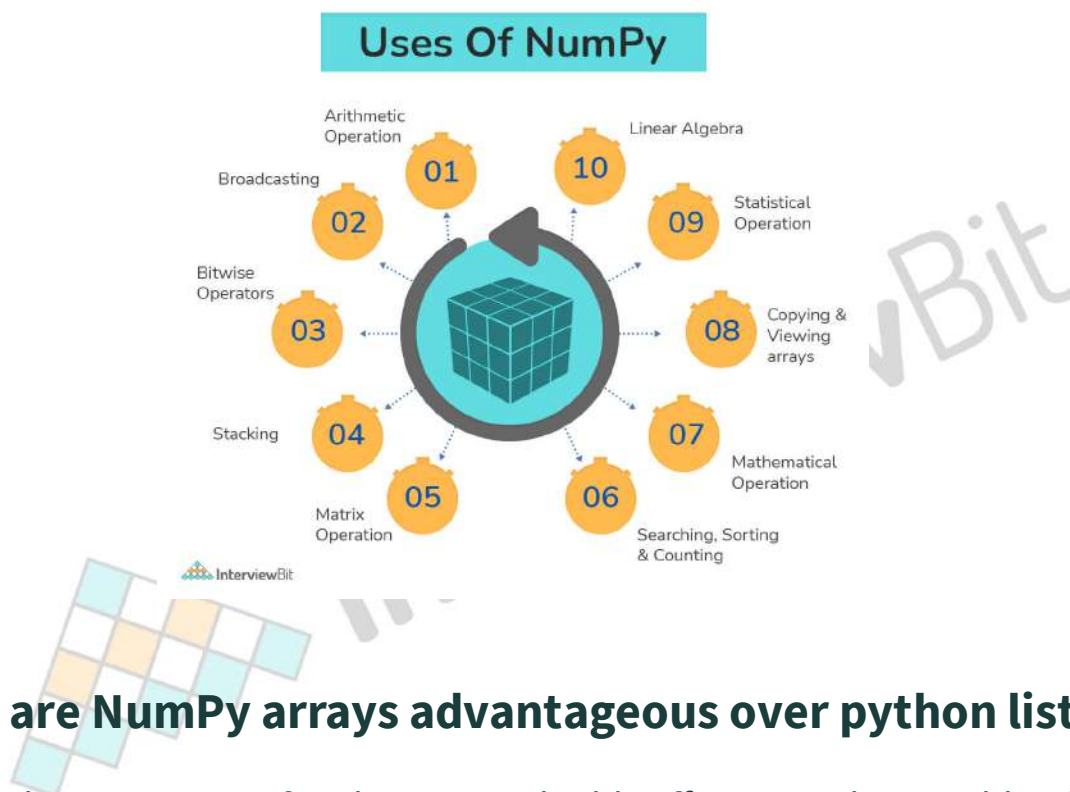 Uses Of NumPy
Arithmetic
Operation
01
Broadcasting
02
Bitwise
Operators
03
Stacking
04
Matrix
Operation
05
06
Searching, Sorting
& Counting
07
Mathematical
Operation
08
Copying &
Viewing
arrays
09
Statistical
Operation
10
Linear Algebra
InterviewBit
wBit
are NumPy arrays advantageous over python list